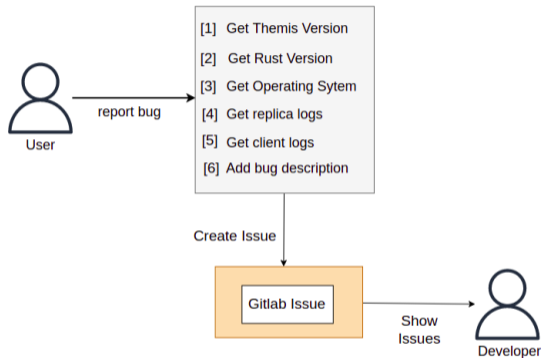 [1] Get Themis Version
[2] Get Rust Version
[3] Get Operating Sytem
[4] Get replica logs
[5] Get client logs
[6] Add bug description
report bug
User
Create Issue
Gitlab Issue
Show
Issues
Developer